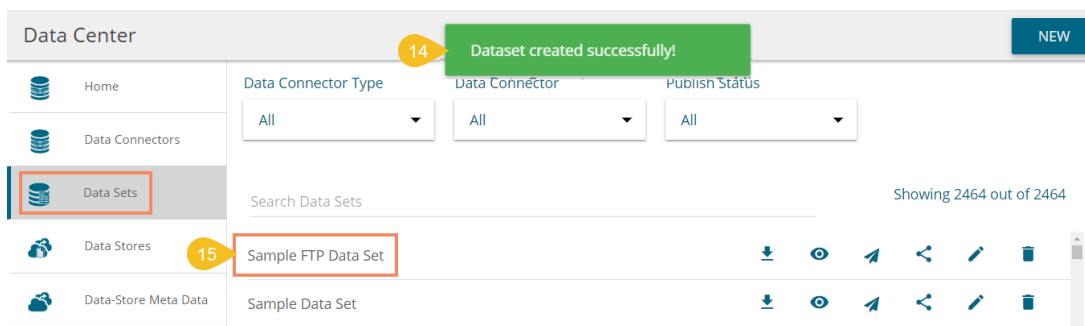 Data Center
14
Dataset created successfully!
NEW
Home
Data Connectors
Data Sets
Data Stores
Data-Store Meta Data
Data Connector Type
Data Connector
Publish Status
All
All
All
Search Data Sets
Showing 2464 out of 2464
15
Sample FTP Data Set
Sample Data Set